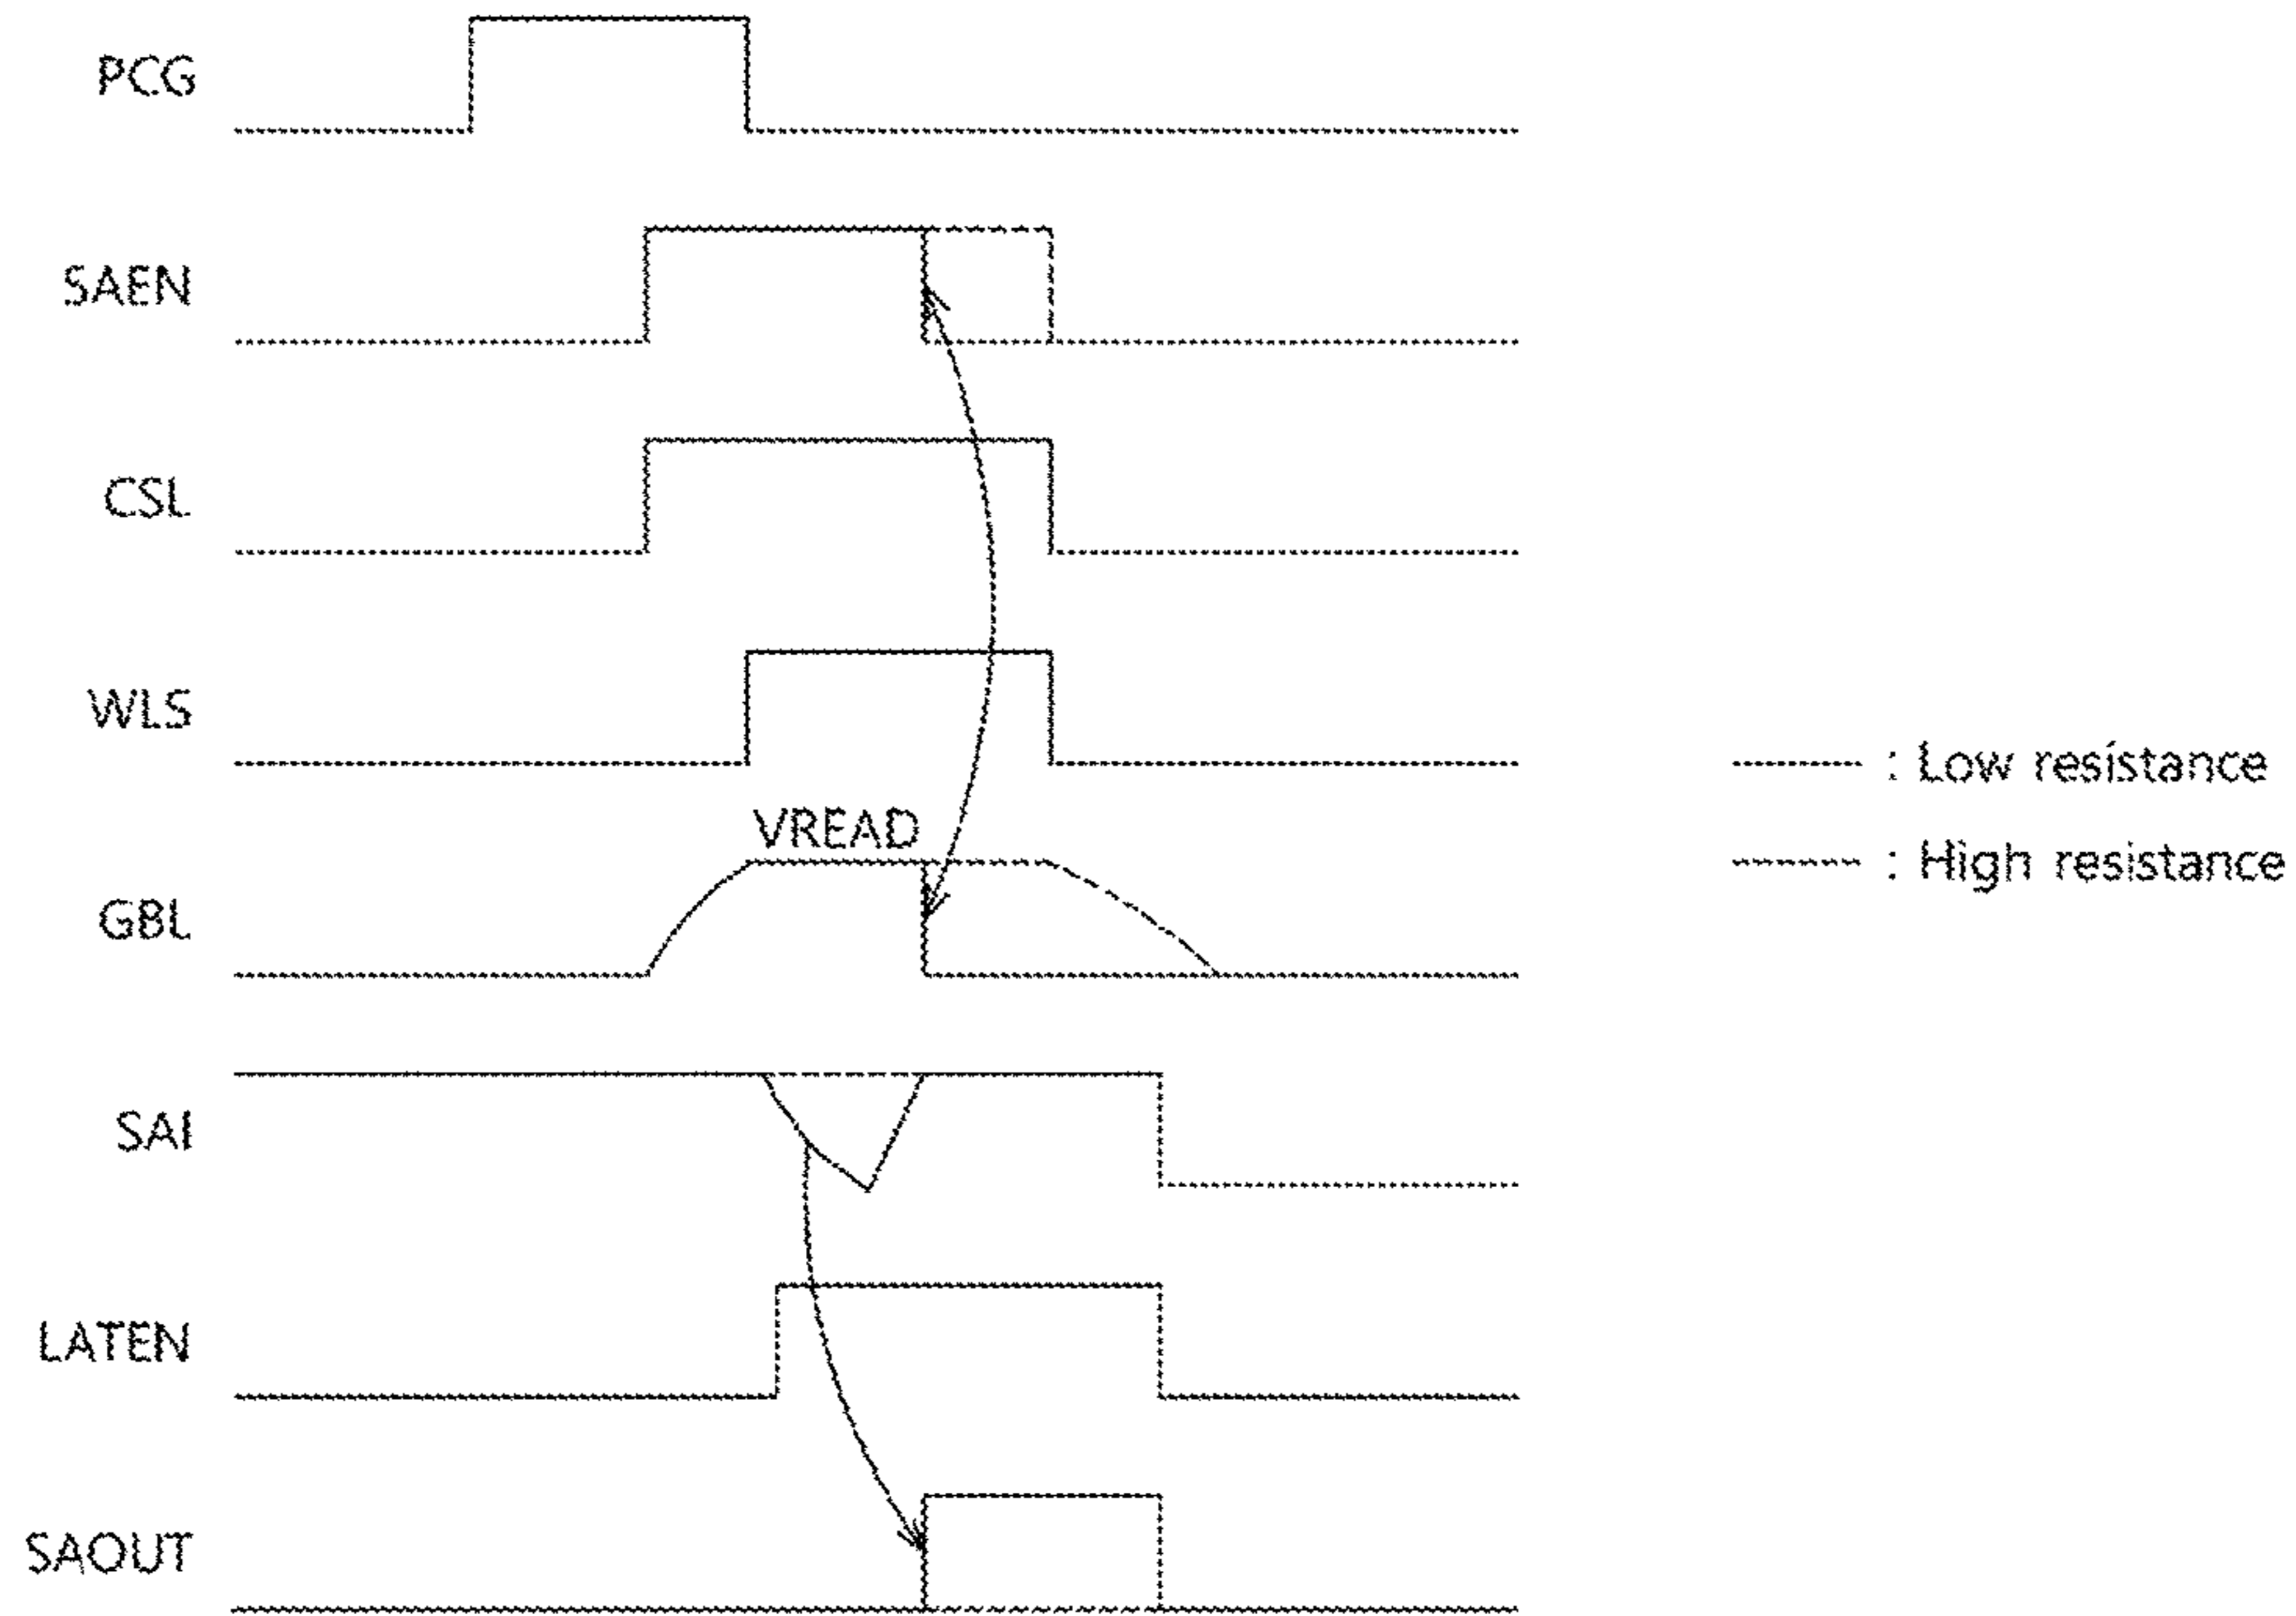 PCG
SAEN
CSL
WLS
VREAD
GBL
SAI
LATEN
SAOUT
: Low resistance
: High resistance